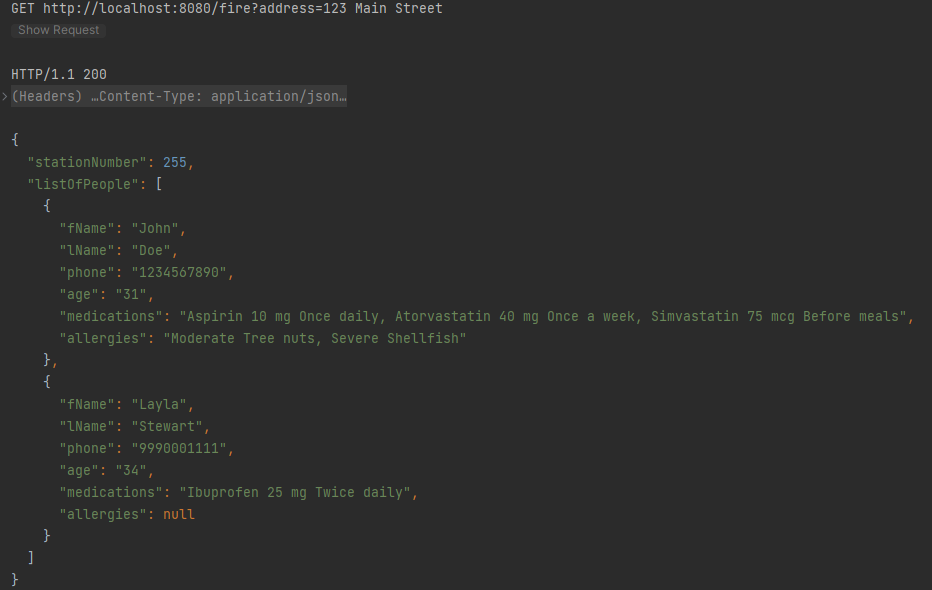 GET http://localhost:8080/fire?address=123 Main Street
Show Request
HTTP/1.1 200
(Headers) …Content-Type: application/json…
{
"stationNumber": 255,
"listOfPeople": [
{
"fName": "John",
"lName": "Doe",
"phone": "1234567890",
"age": "31",
"medications": "Aspirin 10 mg Once daily, Atorvastatin 40 mg Once a week, Simvastatin 75 mcg Before meals",
"allergies": "Moderate Tree nuts, Severe Shellfish"
},
{
"fName": "Layla",
"lName": "Stewart",
"phone": "9990001111",
"age": "34",
"medications": "Ibuprofen 25 mg Twice daily",
"allergies": null
}
]
}